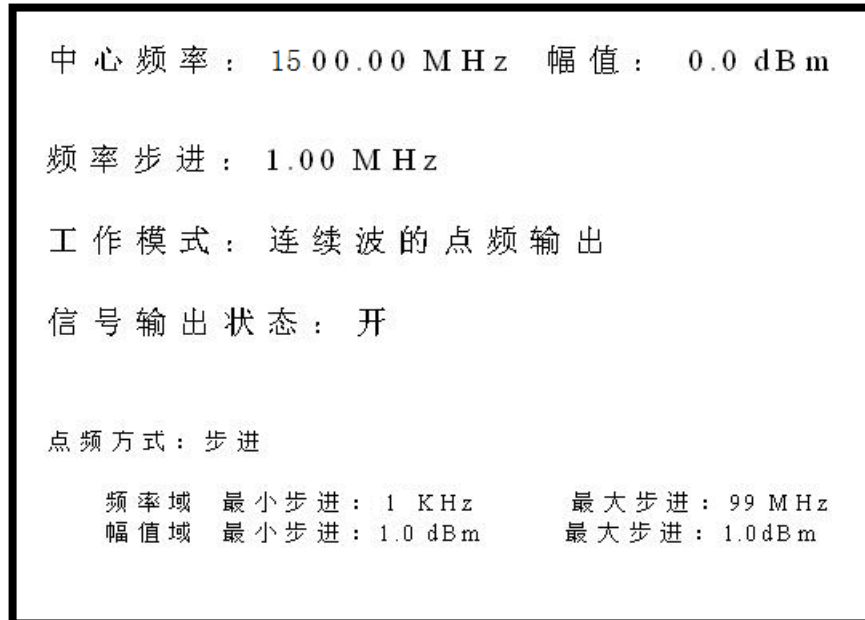 中心频率： 1500.00 MHz 幅值： 0.0 dBm
频率步进：1.00 MHz
工作模式：连续波的点频输出
信号输出状态：开
点频方式：步进
频率域 最小步进：1 KHz 最大步进：99 MHz
幅值域 最小步进：1.0 dBm 最大步进：1.0dBm